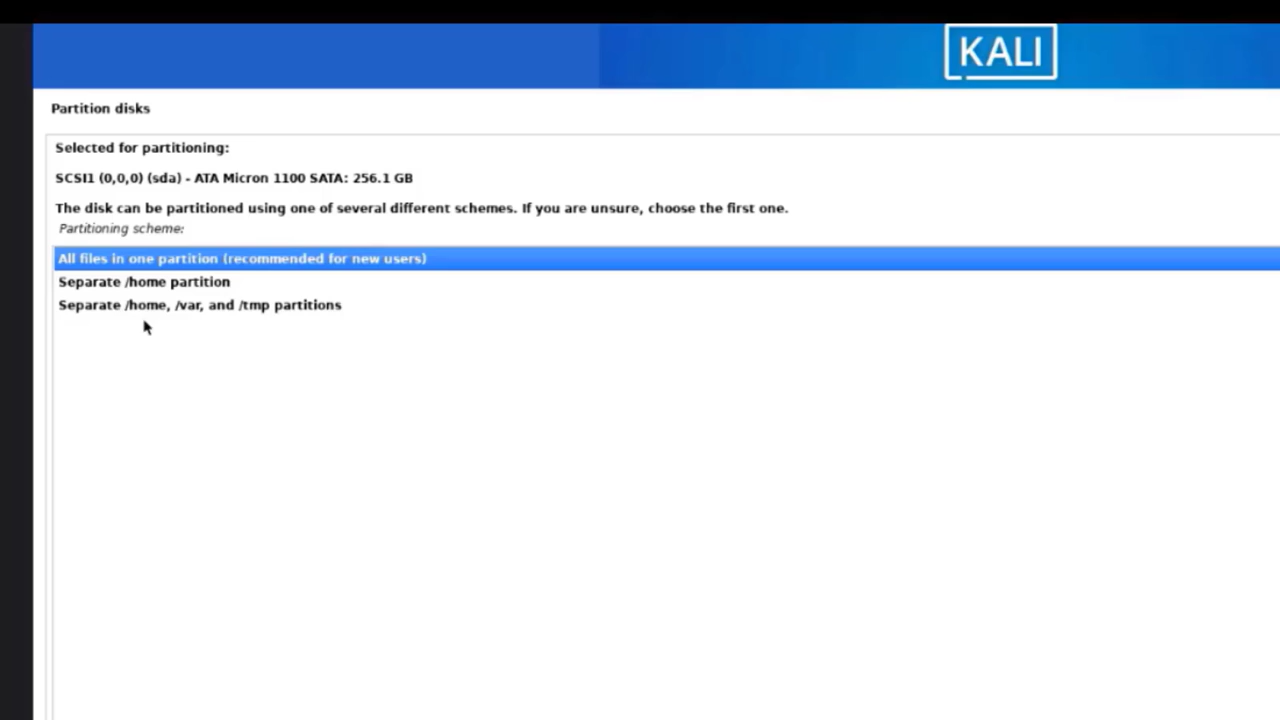 KALI
Partition disks
Selected for partitioning:
SCSI1 (0,0,0) (sda) - ATA Micron 1100 SATA: 256.1 GB
The disk can be partitioned using one of several different schemes. If you are unsure, choose the first one.
Partitioning scheme:
All files in one partition (recommended for new users)
Separate /home partition
Separate /home, /var, and /tmp partitions